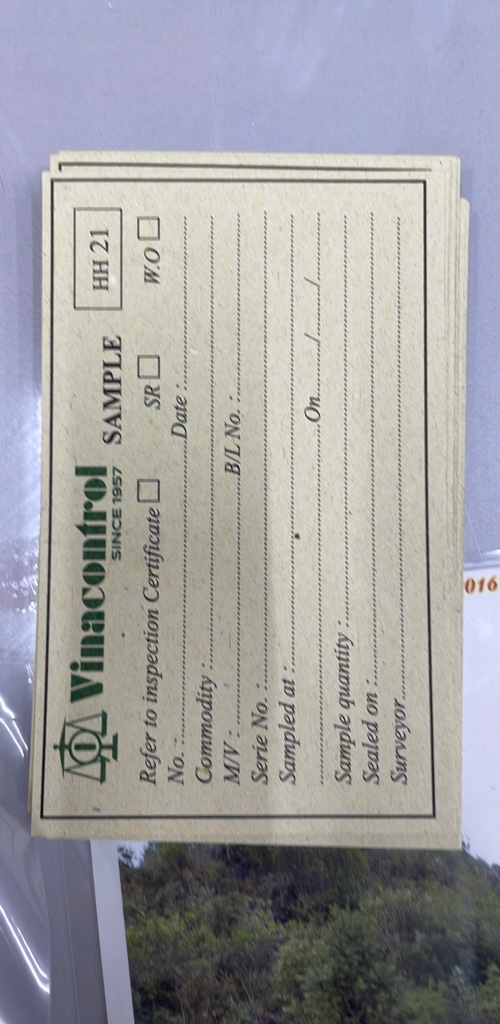 Vinacontrol
SINCE 1957
SAMPLE
HH 21
Refer to inspection Certificate □ SR □ W.O □
No. :..........................................Date :..............................
Commodity :..........................................................................
M/V :..........................................B/L No. :..............................
Serie No. :..........................................................................
Sampled at :..........................................................................
..........................................On........./........./.........
Sample quantity :..........................................................................
Sealed on :..........................................................................
Surveyor..........................................................................
016